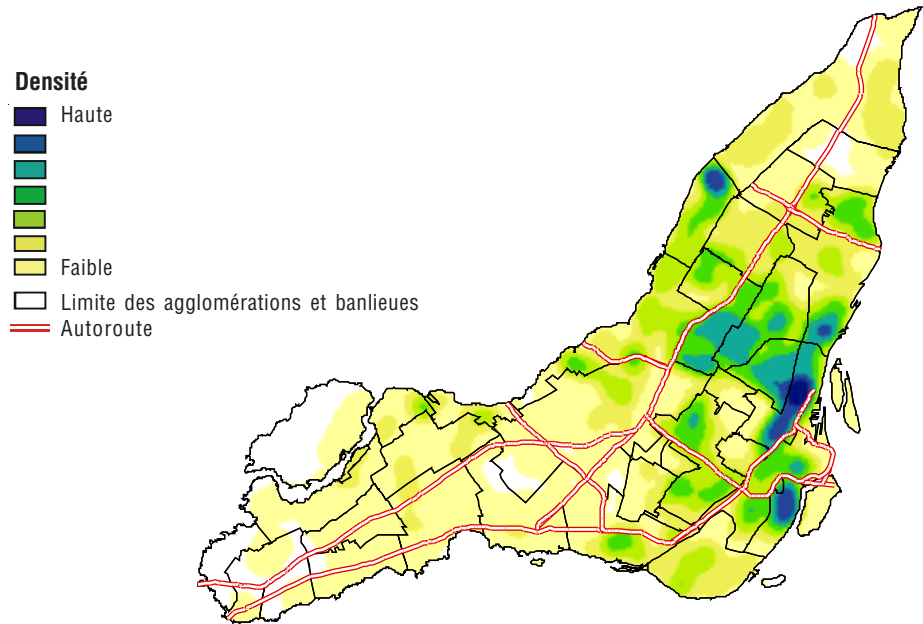 Densité
Haute
Faible
Limite des agglomérations et banlieues
Autoroute